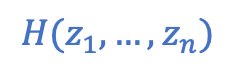 H(z₁, …, zₙ)